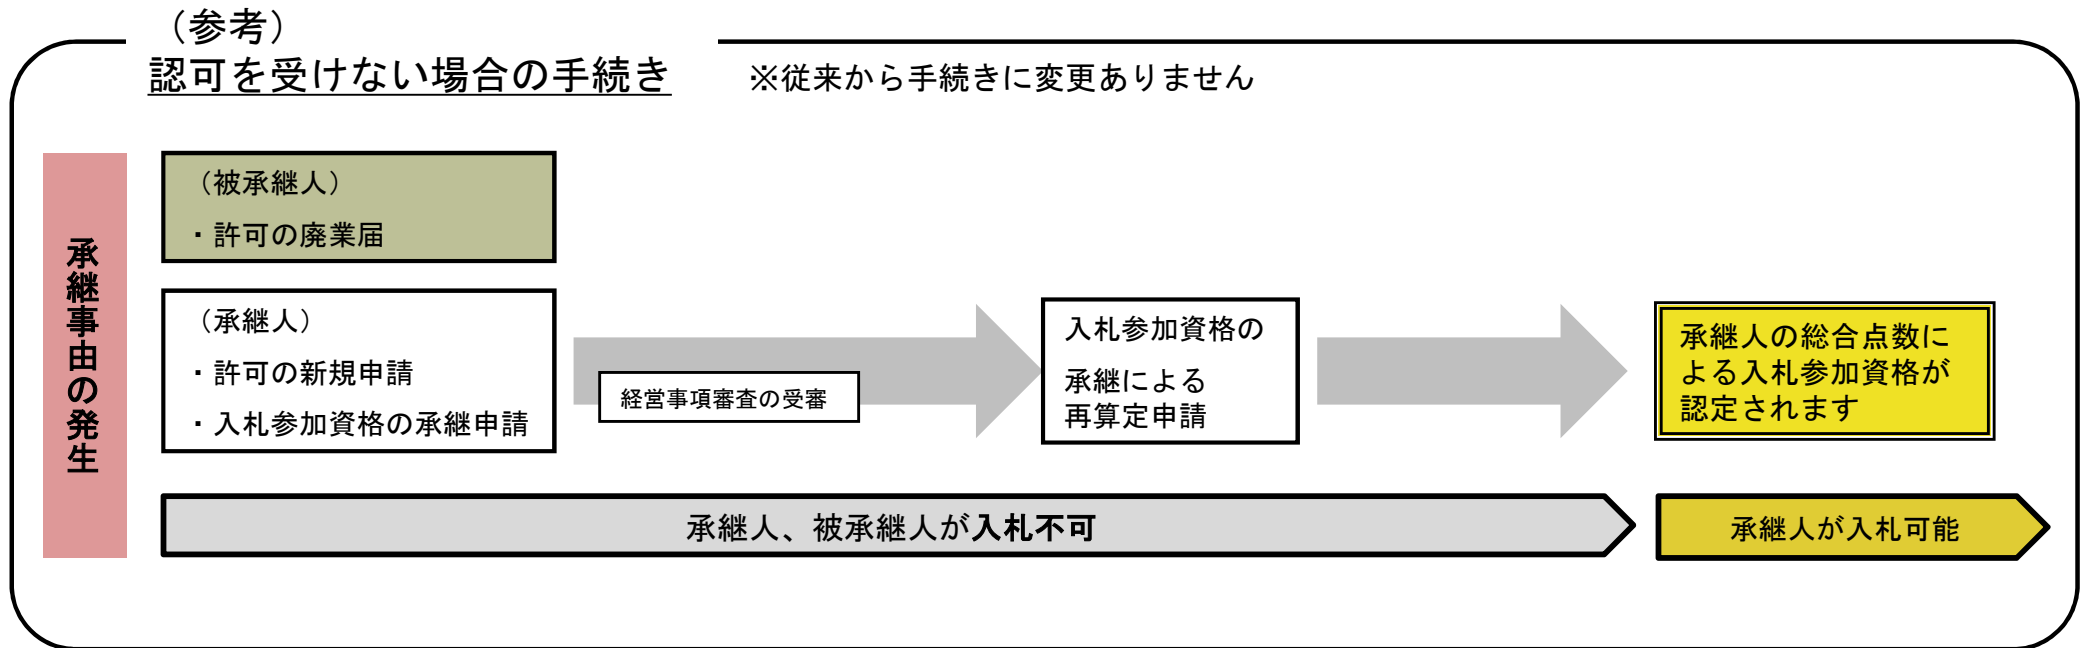 （参考）
認可を受けない場合の手続き
※従来から手続きに変更ありません
承継事由の発生
（被承継人）
・許可の廃業届
（承継人）
・許可の新規申請
・入札参加資格の承継申請
経営事項審査の受審
入札参加資格の
承継による
再算定申請
承継人の総合点数に
よる入札参加資格が
認定されます
承継人、被承継人が入札不可
承継人が入札可能